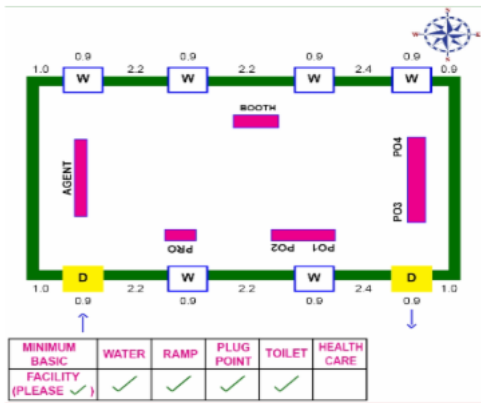 0.9 0.9 0.9 0.9
1.0 2.2 2.2 2.4 0.9
W W W W
BOOTH
AGENT
PO4
PO3
PRO PO2 PO1
D W W D
1.0 2.2 2.2 2.4 1.0
0.9 0.9 0.9 0.9
MINIMUM BASIC WATER RAMP PLUG POINT TOILET HEALTH CARE
FACILITY (PLEASE ✓) ✓ ✓ ✓ ✓